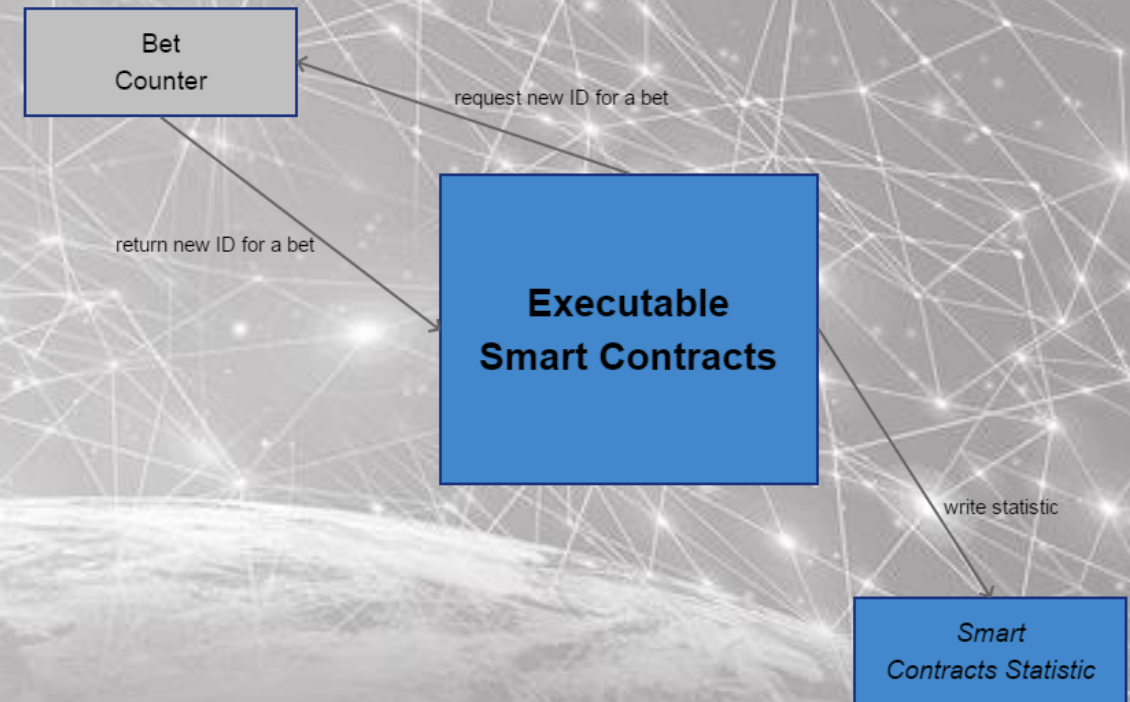 Bet
Counter
request new ID for a bet
return new ID for a bet
Executable
Smart Contracts
write statistic
Smart
Contracts Statistic